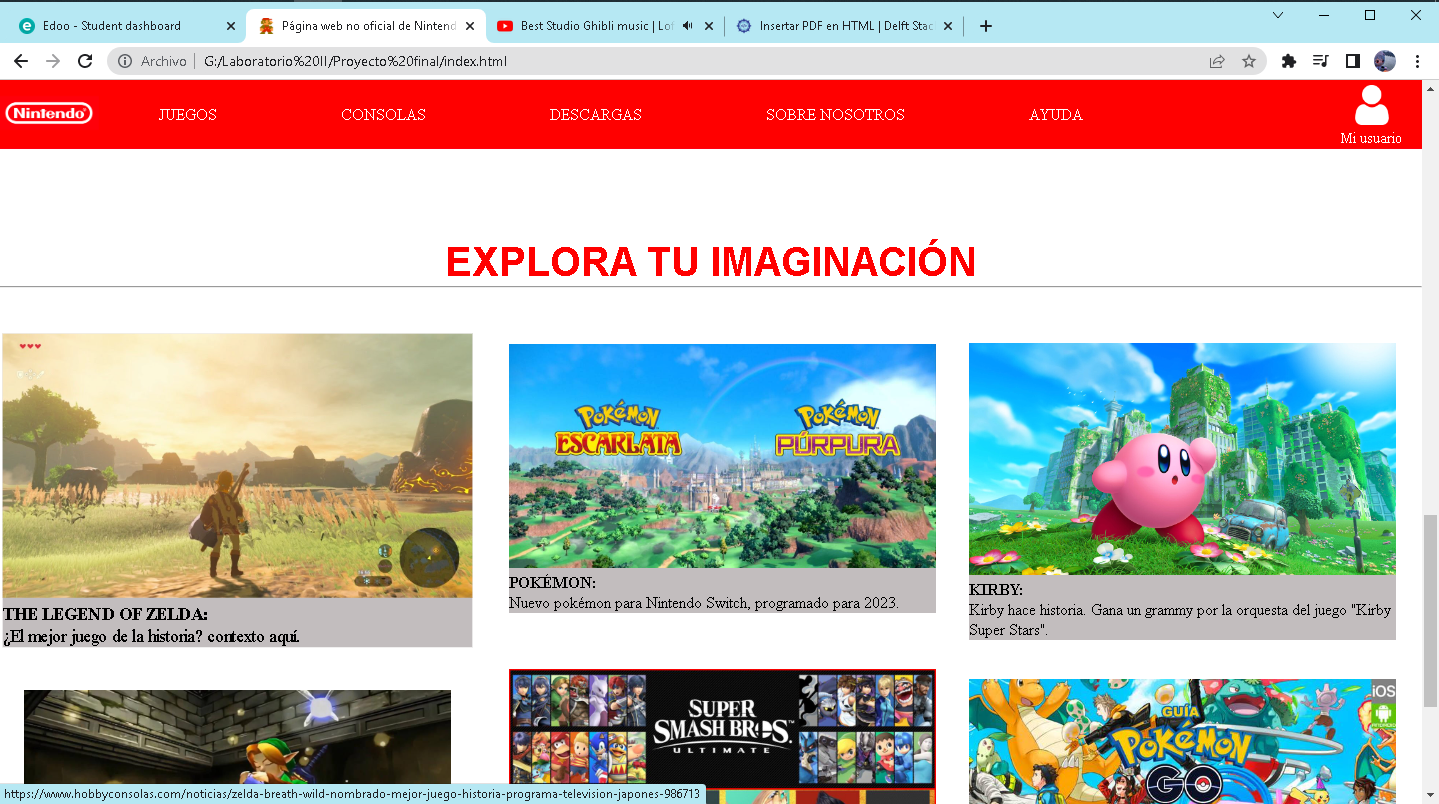 Edoo - Student dashboard
Página web no oficial de Nintend
Best Studio Ghibli music | Lof
Insertar PDF en HTML | Delft Stac
Archivo
G:/Laboratorio%20II/Proyecto%20final/index.html
Nintendo
JUEGOS
CONSOLAS
DESCARGAS
SOBRE NOSOTROS
AYUDA
Mi usuario
EXPLORA TU IMAGINACIÓN
POKÉMON
ESCARLATA
POKÉMON
PÚRPURA
THE LEGEND OF ZELDA:
¿El mejor juego de la historia? contexto aquí.
POKÉMON:
Nuevo pokémon para Nintendo Switch, programado para 2023.
KIRBY:
Kirby hace historia. Gana un grammy por la orquesta del juego "Kirby
Super Stars".
SUPER
SMASH BROS.™
ULTIMATE
iOS
ANDROID
GUÍA
POKÉMON
GO
https://www.hobbyconsolas.com/noticias/zelda-breath-wild-nombrado-mejor-juego-historia-programa-television-japones-986713